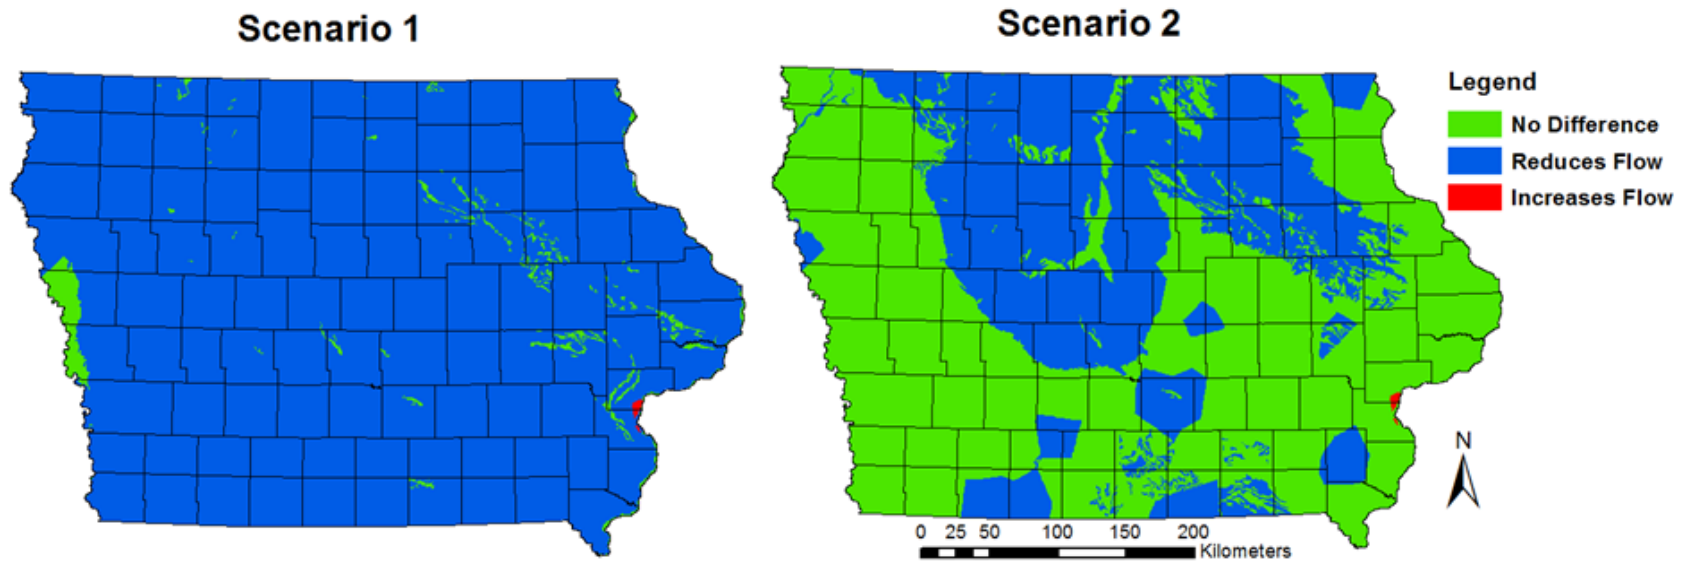 Scenario 1
Scenario 2
Legend
No Difference
Reduces Flow
Increases Flow
N
0 25 50 100 150 200
Kilometers